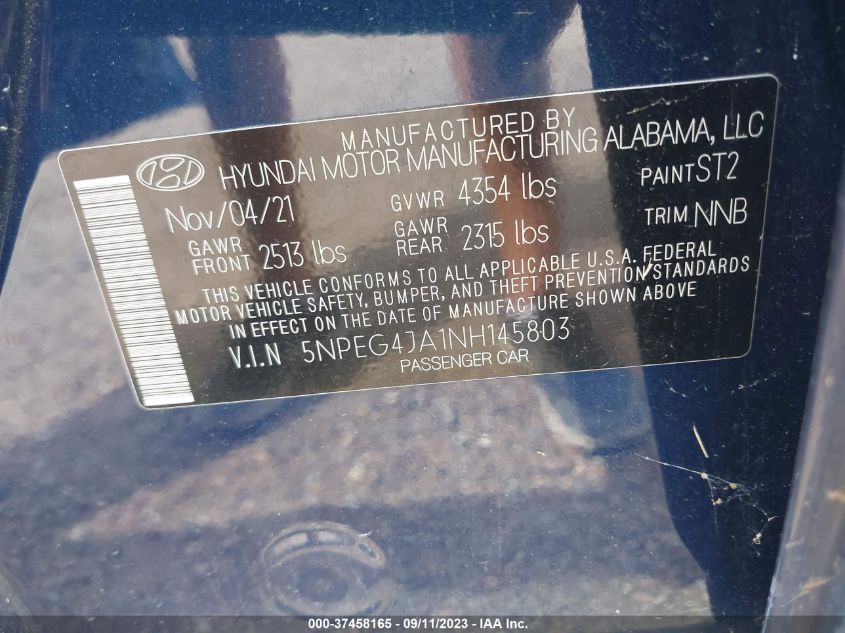 MANUFACTURED BY
HYUNDAI MOTOR MANUFACTURING ALABAMA, LLC
Nov/04/21 GVWR 4354 lbs PAINT ST2
GAWR FRONT 2513 lbs GAWR REAR 2315 lbs TRIM NNB
THIS VEHICLE CONFORMS TO ALL APPLICABLE U.S.A. FEDERAL
MOTOR VEHICLE SAFETY, BUMPER, AND THEFT PREVENTION STANDARDS
IN EFFECT ON THE DATE OF MANUFACTURE SHOWN ABOVE
V.I.N 5NPEG4JA1NH145803
PASSENGER CAR
000-37458165 - 09/11/2023 - IAA Inc.